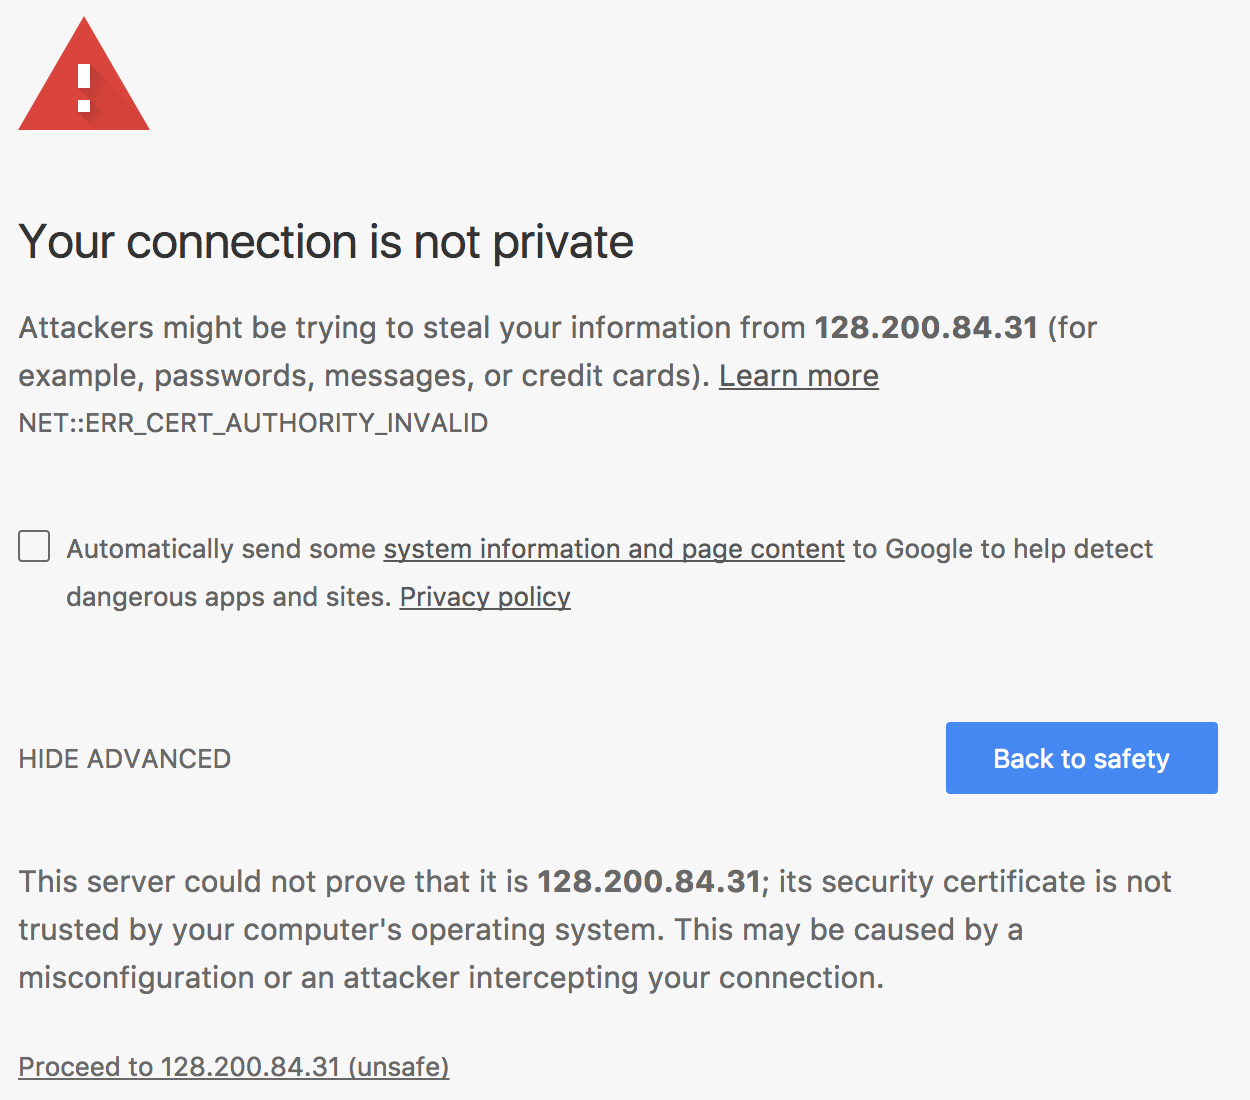 Your connection is not private
Attackers might be trying to steal your information from 128.200.84.31 (for
example, passwords, messages, or credit cards). Learn more
NET::ERR_CERT_AUTHORITY_INVALID
Automatically send some system information and page content to Google to help detect
dangerous apps and sites. Privacy policy
HIDE ADVANCED
Back to safety
This server could not prove that it is 128.200.84.31; its security certificate is not
trusted by your computer's operating system. This may be caused by a
misconfiguration or an attacker intercepting your connection.
Proceed to 128.200.84.31 (unsafe)